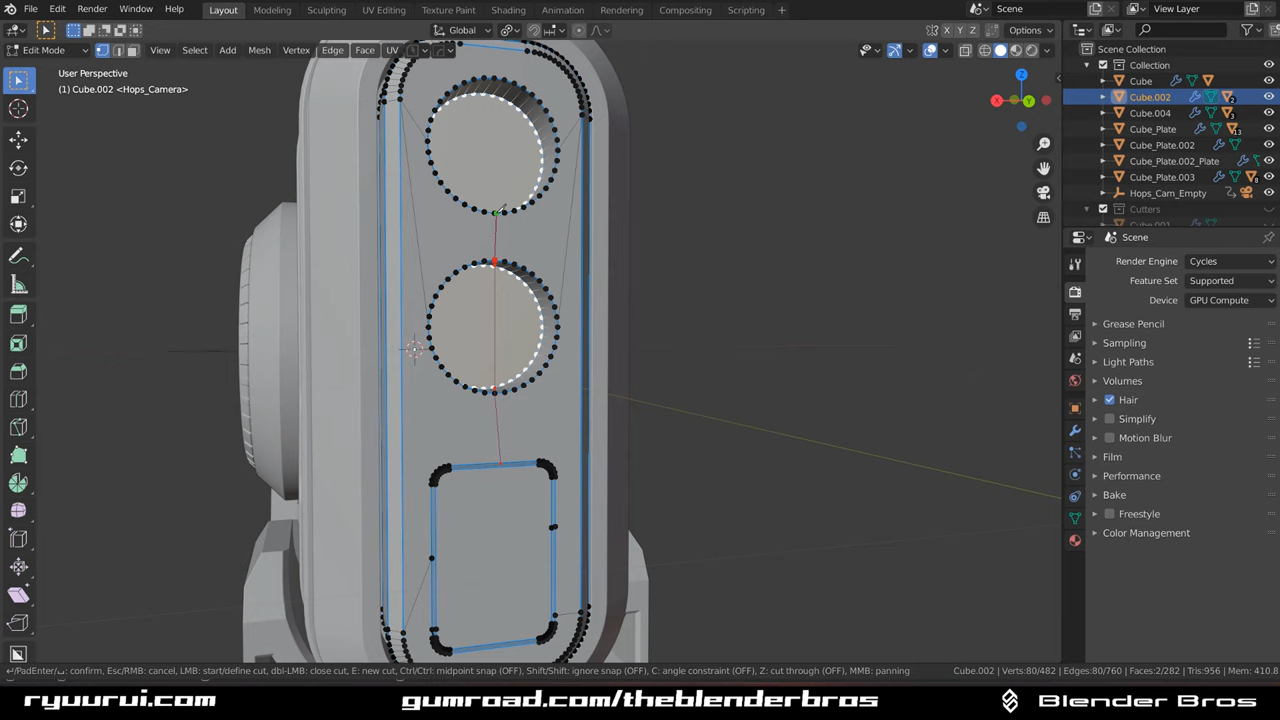 File Edit Render Window Help Layout Modeling Sculpting UV Editing Texture Paint Shading Animation Rendering Compositing Scripting + Scene View Layer
Global Options
Edit Mode View Select Add Mesh Vertex Edge Face UV X Y Z
User Perspective
(1) Cube.002 <Hops_Camera>
Z
X Y
Scene Collection
Collection
Cube
Cube.002 2
Cube.004 3
Cube_Plate 13
Cube_Plate.002
Cube_Plate.002_Plate
Cube_Plate.003 8
Hops_Cam_Empty
Cutters
Scene
Render Engine Cycles
Feature Set Supported
Device GPU Compute
Grease Pencil
Sampling
Light Paths
Volumes
Hair
Simplify
Motion Blur
Film
Performance
Bake
Freestyle
Color Management
confirm, Esc/RMB: cancel, LMB: start/define cut, dbl-LMB: close cut, E: new cut, Ctrl/Ctrl: midpoint snap (OFF), Shift/Shift: ignore snap (OFF), C: angle constraint (OFF), Z: cut through (OFF), MMB: panning Cube.002 | Verts:80/482 | Edges:80/760 | Faces:2/282 | Tris:956 | Mem: 410.8
ryuurui.com gumroad.com/theblenderbros Blender Bros